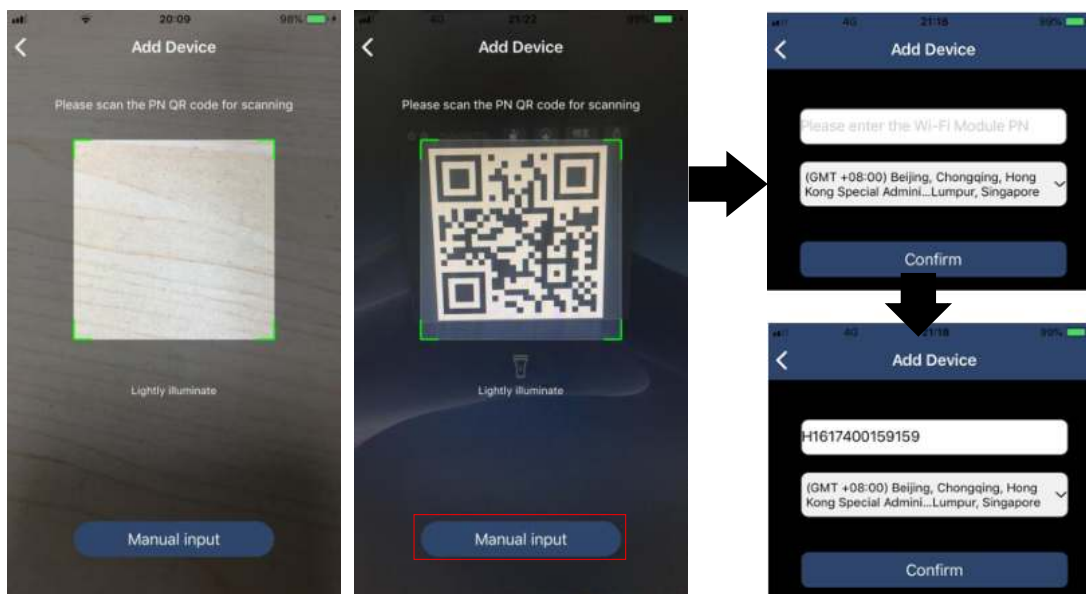 20:09
98%
Add Device
Please scan the PN QR code for scanning
Lightly illuminate
Manual input
4G
21:22
99%
Add Device
Please scan the PN QR code for scanning
Lightly illuminate
Manual input
4G
21:18
99%
Add Device
Please enter the Wi-Fi Module PN
(GMT +08:00) Beijing, Chongqing, Hong
Kong Special Admini...Lumpur, Singapore
Confirm
4G
21:18
99%
Add Device
H1617400159159
(GMT +08:00) Beijing, Chongqing, Hong
Kong Special Admini...Lumpur, Singapore
Confirm